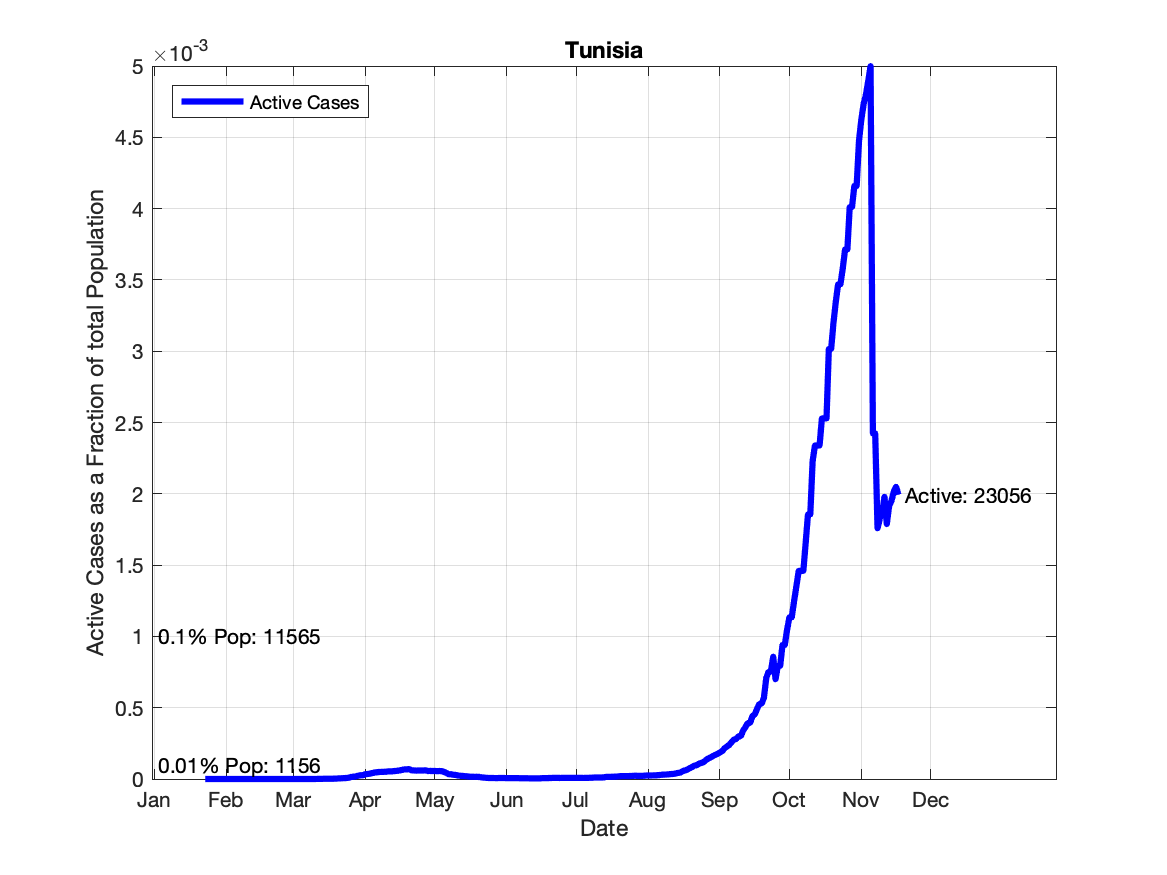 Tunisia
×10-3
Active Cases
5
4.5
4
3.5
3
2.5
2
1.5
1
0.5
0
Active Cases as a Fraction of total Population
Active: 23056
0.1% Pop: 11565
0.01% Pop: 1156
Jan Feb Mar Apr May Jun Jul Aug Sep Oct Nov Dec
Date